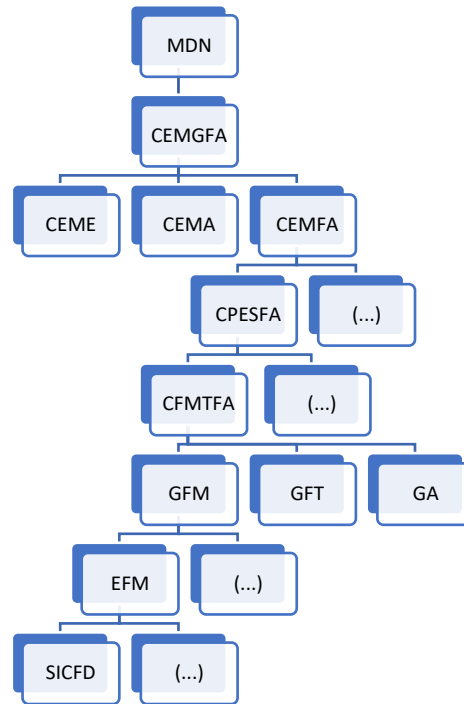 MDN
CEMGFA
CEME CEMA CEMFA
CPESFA (...)
CFMTFA (...)
GFM GFT GA
EFM (...)
SICFD (...)